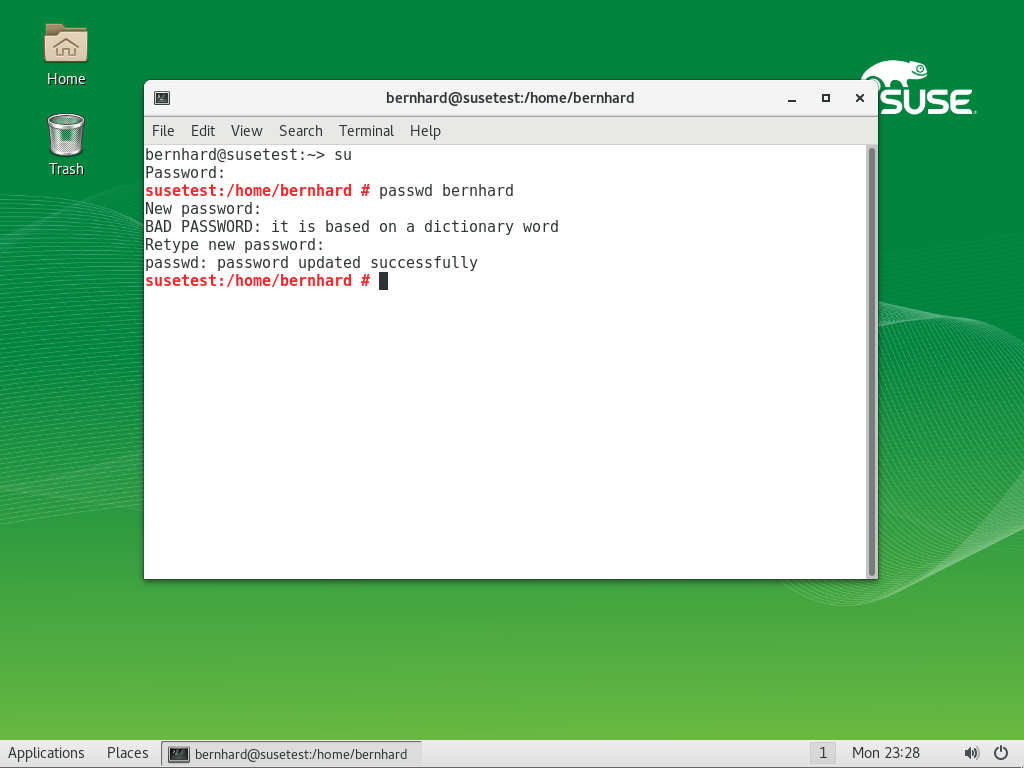 Home
Trash
SUSE
bernhard@susetest:/home/bernhard
File Edit View Search Terminal Help
bernhard@susetest:~> su
Password:
susetest:/home/bernhard # passwd bernhard
New password:
BAD PASSWORD: it is based on a dictionary word
Retype new password:
passwd: password updated successfully
susetest:/home/bernhard #
Applications Places bernhard@susetest:/home/bernhard 1 Mon 23:28